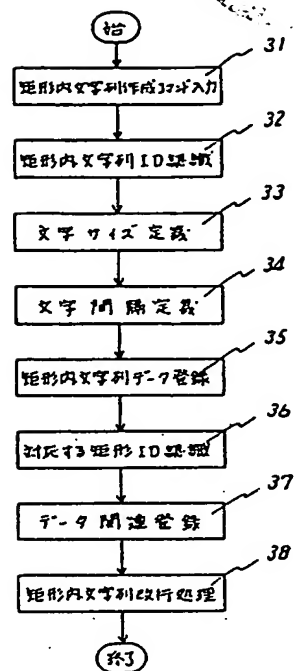 始
31
矩形内文字列作成コマンド入力
32
矩形内文字列ID認識
33
文字サイズ定義
34
文字間隔定義
35
矩形内文字列データ登録
36
対応する矩形ID認識
37
データ関連登録
38
矩形内文字列改行処理
終了